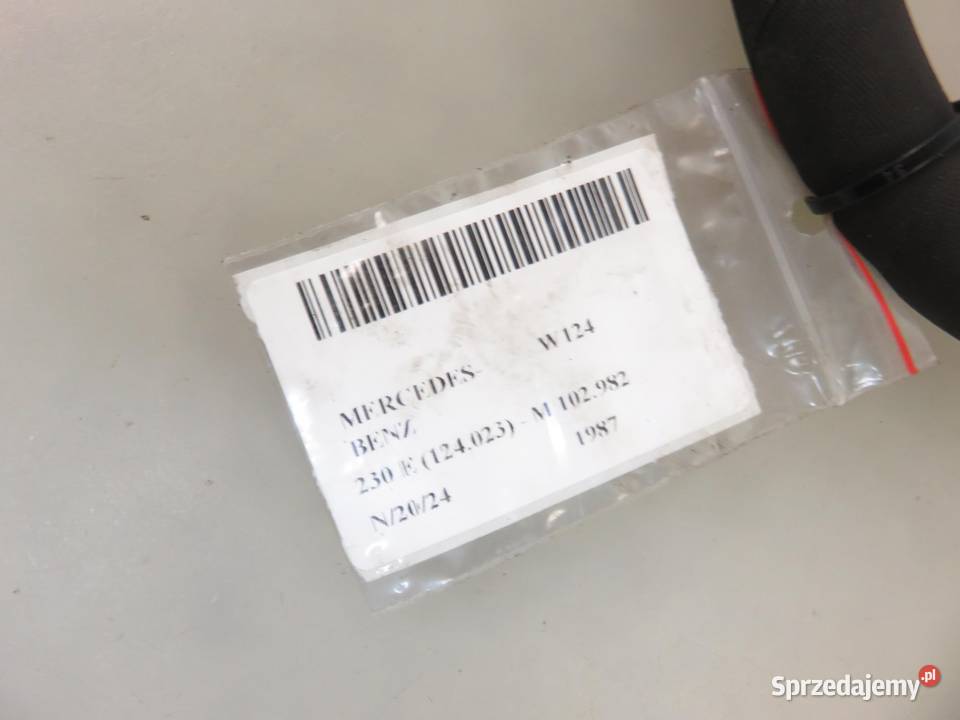 MERCEDES- W124
BENZ
230 E (124.023) - M 102.982
N/20/24 1987
Sprzedajemy.pl